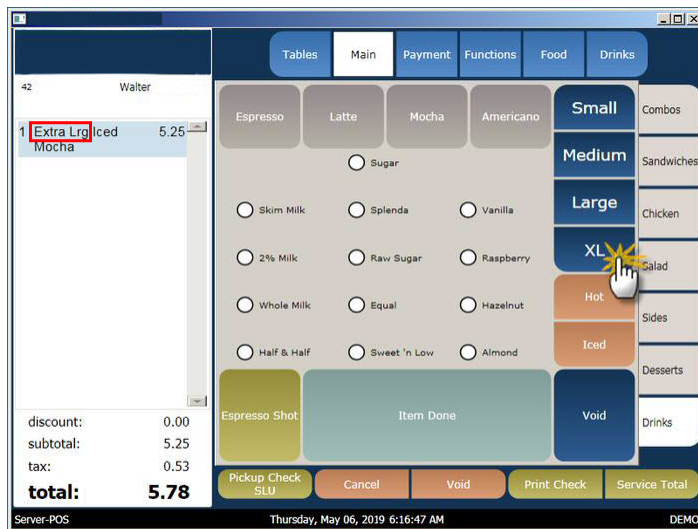 Tables Main Payment Functions Food Drinks
42 Walter
1 Extra Lrg Iced 5.25
Mocha
discount: 0.00
subtotal: 5.25
tax: 0.53
total: 5.78
Espresso Latte Mocha Americano
Sugar
Skim Milk Splenda Vanilla
2% Milk Raw Sugar Raspberry
Whole Milk Equal Hazelnut
Half & Half Sweet 'n Low Almond
Small
Medium
Large
XL
Hot
Iced
Espresso Shot Item Done Void
Combos
Sandwiches
Chicken
Salad
Sides
Desserts
Drinks
Pickup Check
SLU
Cancel Void Print Check Service Total
Server-POS Thursday, May 06, 2019 6:16:47 AM DEMO